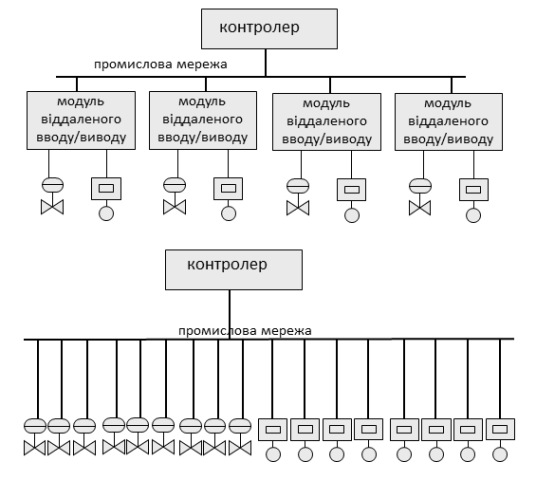 контролер
промислова мережа
модуль
віддаленого
вводу/виводу
модуль
віддаленого
вводу/виводу
модуль
віддаленого
вводу/виводу
модуль
віддаленого
вводу/виводу
контролер
промислова мережа